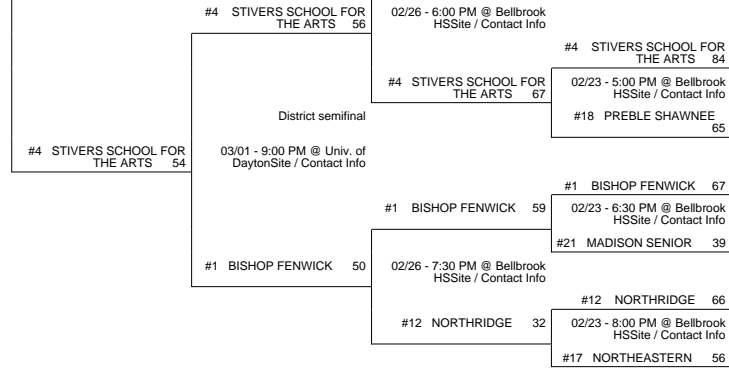 #4 STIVERS SCHOOL FOR
THE ARTS 56
02/26 - 6:00 PM @ Bellbrook
HSSite / Contact Info
#4 STIVERS SCHOOL FOR
THE ARTS 84
#4 STIVERS SCHOOL FOR
THE ARTS 67
02/23 - 5:00 PM @ Bellbrook
HSSite / Contact Info
District semifinal
#18 PREBLE SHAWNEE
65
#4 STIVERS SCHOOL FOR
THE ARTS 54
03/01 - 9:00 PM @ Univ. of
DaytonSite / Contact Info
#1 BISHOP FENWICK 67
#1 BISHOP FENWICK 59
02/23 - 6:30 PM @ Bellbrook
HSSite / Contact Info
#21 MADISON SENIOR 39
#1 BISHOP FENWICK 50
02/26 - 7:30 PM @ Bellbrook
HSSite / Contact Info
#12 NORTHRIDGE 66
#12 NORTHRIDGE 32
02/23 - 8:00 PM @ Bellbrook
HSSite / Contact Info
#17 NORTHEASTERN 56